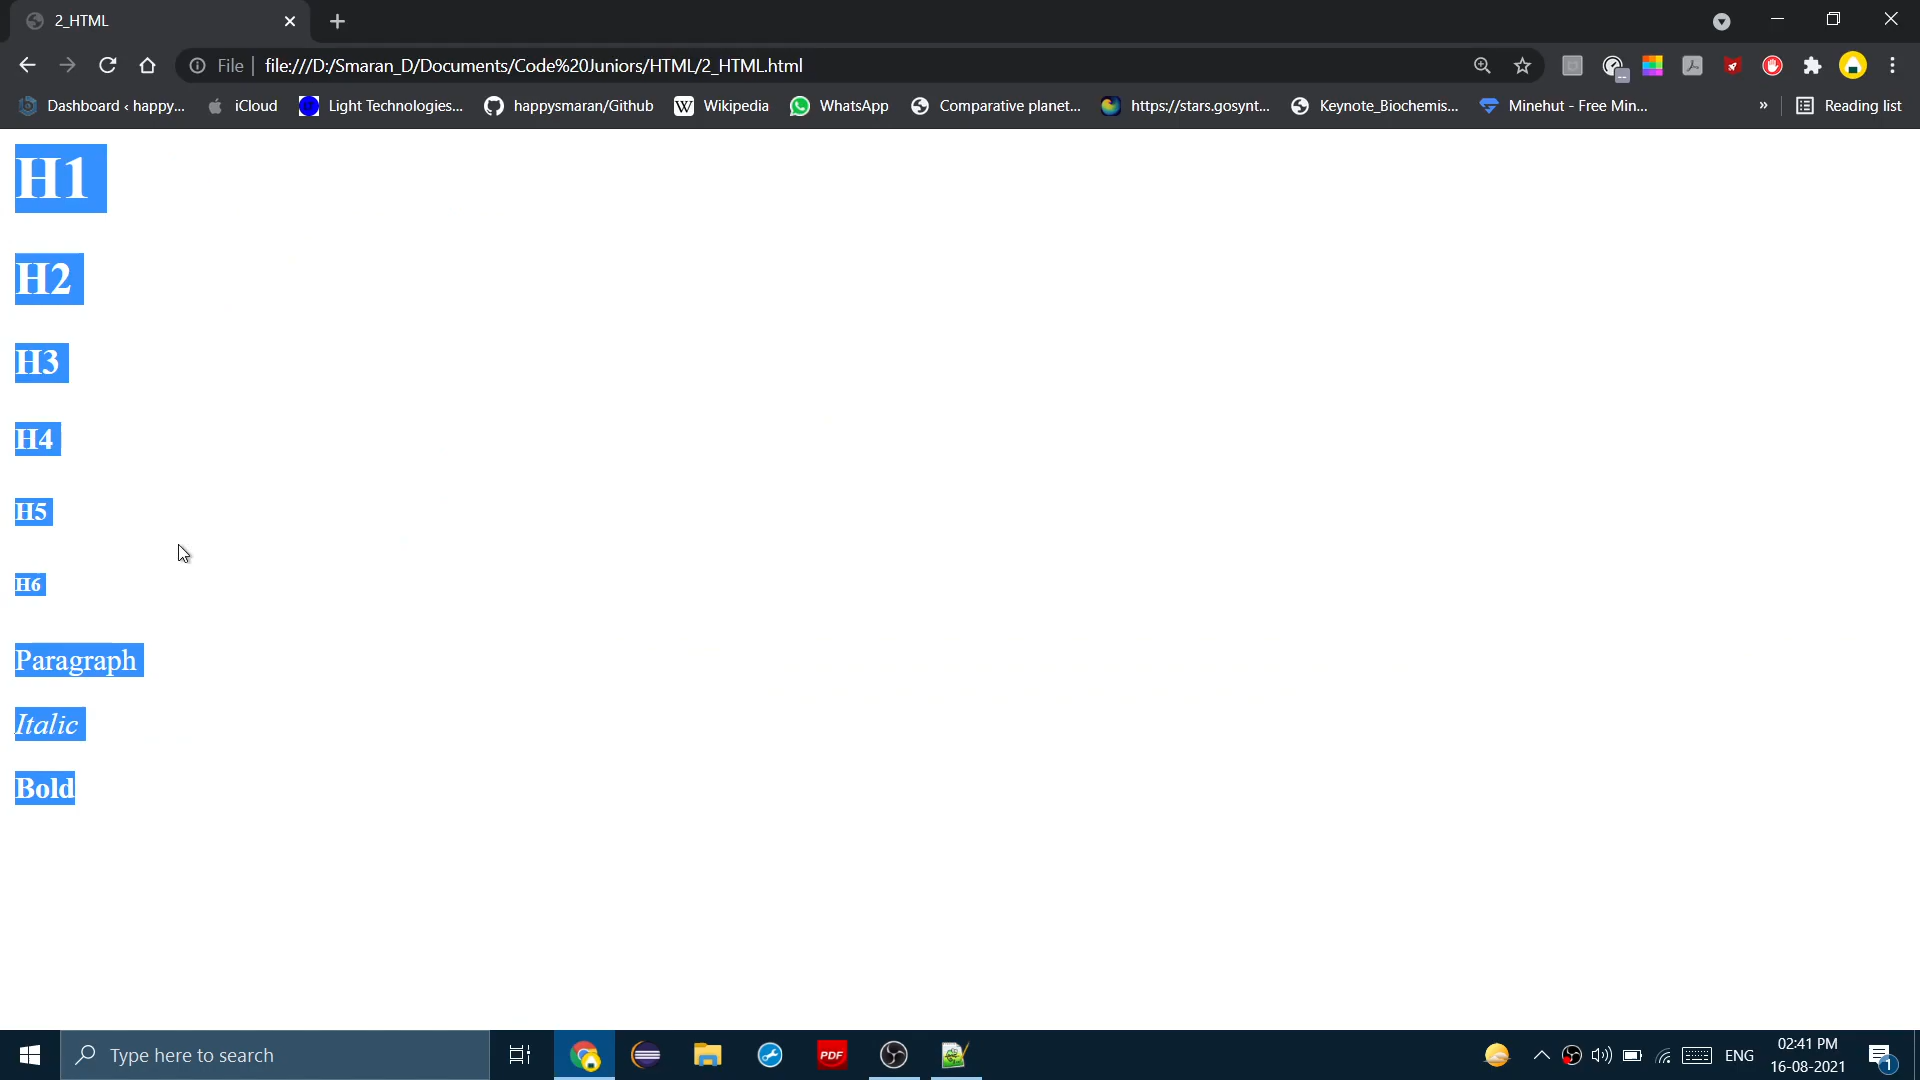 2_HTML
File | file:///D:/Smaran_D/Documents/Code%20Juniors/HTML/2_HTML.html
Dashboard ‹ happy... iCloud Light Technologies... happysmaran/Github Wikipedia WhatsApp Comparative planet... https://stars.gosynt... Keynote_Biochemis... Minehut - Free Min... » Reading list
H1
H2
H3
H4
H5
H6
Paragraph
Italic
Bold
Type here to search PDF ENG 02:41 PM
16-08-2021 1